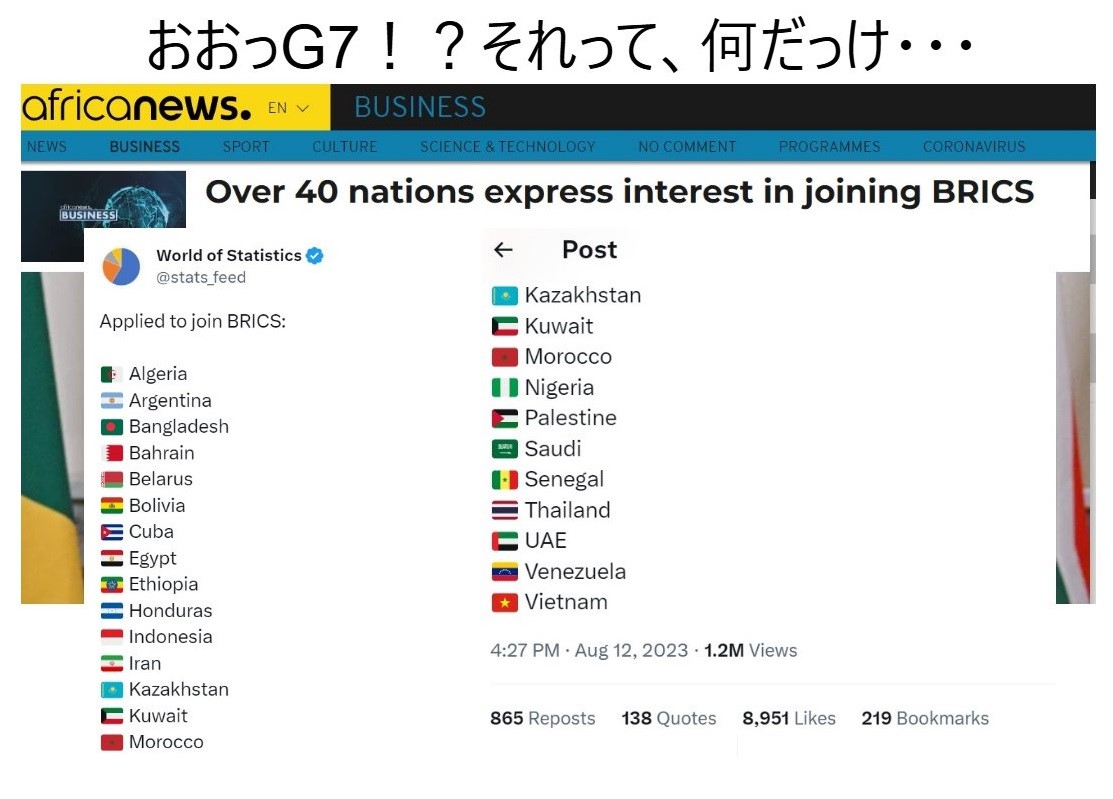 おおっG7！？それって、何だっけ・・・
africanews. EN BUSINESS
NEWS BUSINESS SPORT CULTURE SCIENCE & TECHNOLOGY NO COMMENT PROGRAMMES CORONAVIRUS
africanews.
BUSINESS
Over 40 nations express interest in joining BRICS
World of Statistics
@stats_feed
Applied to join BRICS:
Algeria
Argentina
Bangladesh
Bahrain
Belarus
Bolivia
Cuba
Egypt
Ethiopia
Honduras
Indonesia
Iran
Kazakhstan
Kuwait
Morocco
← Post
Kazakhstan
Kuwait
Morocco
Nigeria
Palestine
Saudi
Senegal
Thailand
UAE
Venezuela
Vietnam
4:27 PM · Aug 12, 2023 · 1.2M Views
865 Reposts 138 Quotes 8,951 Likes 219 Bookmarks